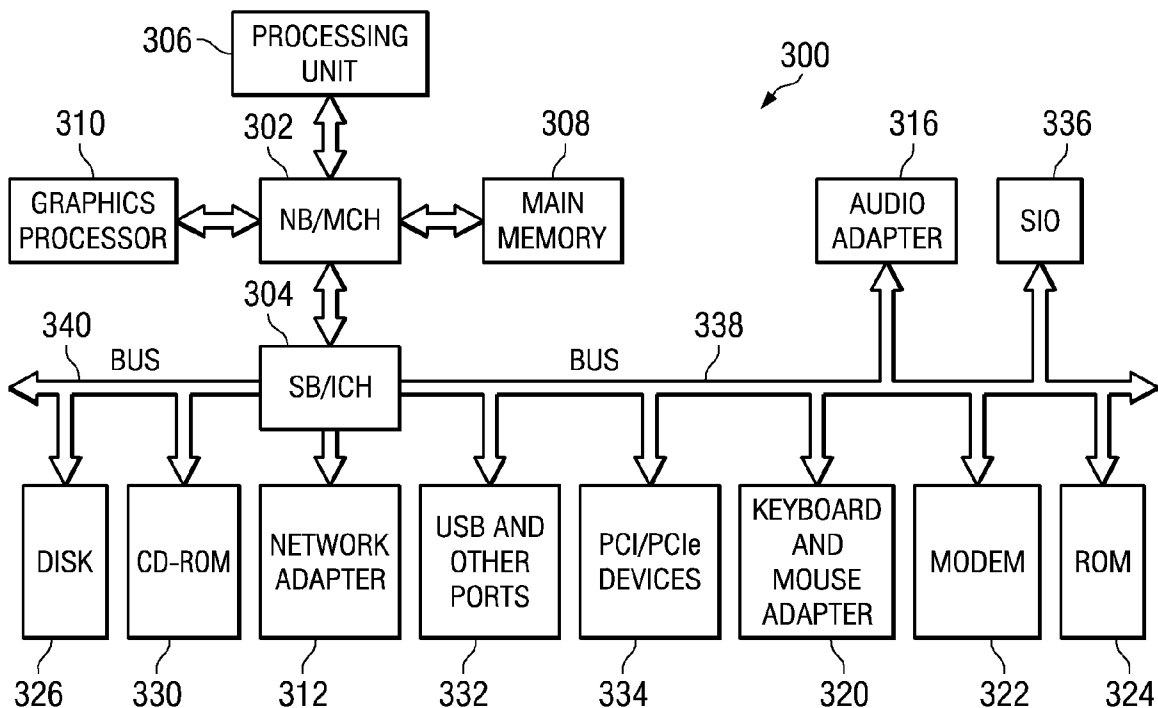 306
PROCESSING
UNIT
300
310
302
308
316
336
GRAPHICS
PROCESSOR
NB/MCH
MAIN
MEMORY
AUDIO
ADAPTER
SIO
304
340
BUS
SB/ICH
BUS
338
DISK
CD-ROM
NETWORK
ADAPTER
USB AND
OTHER
PORTS
PCI/PCIe
DEVICES
KEYBOARD
AND
MOUSE
ADAPTER
MODEM
ROM
326
330
312
332
334
320
322
324